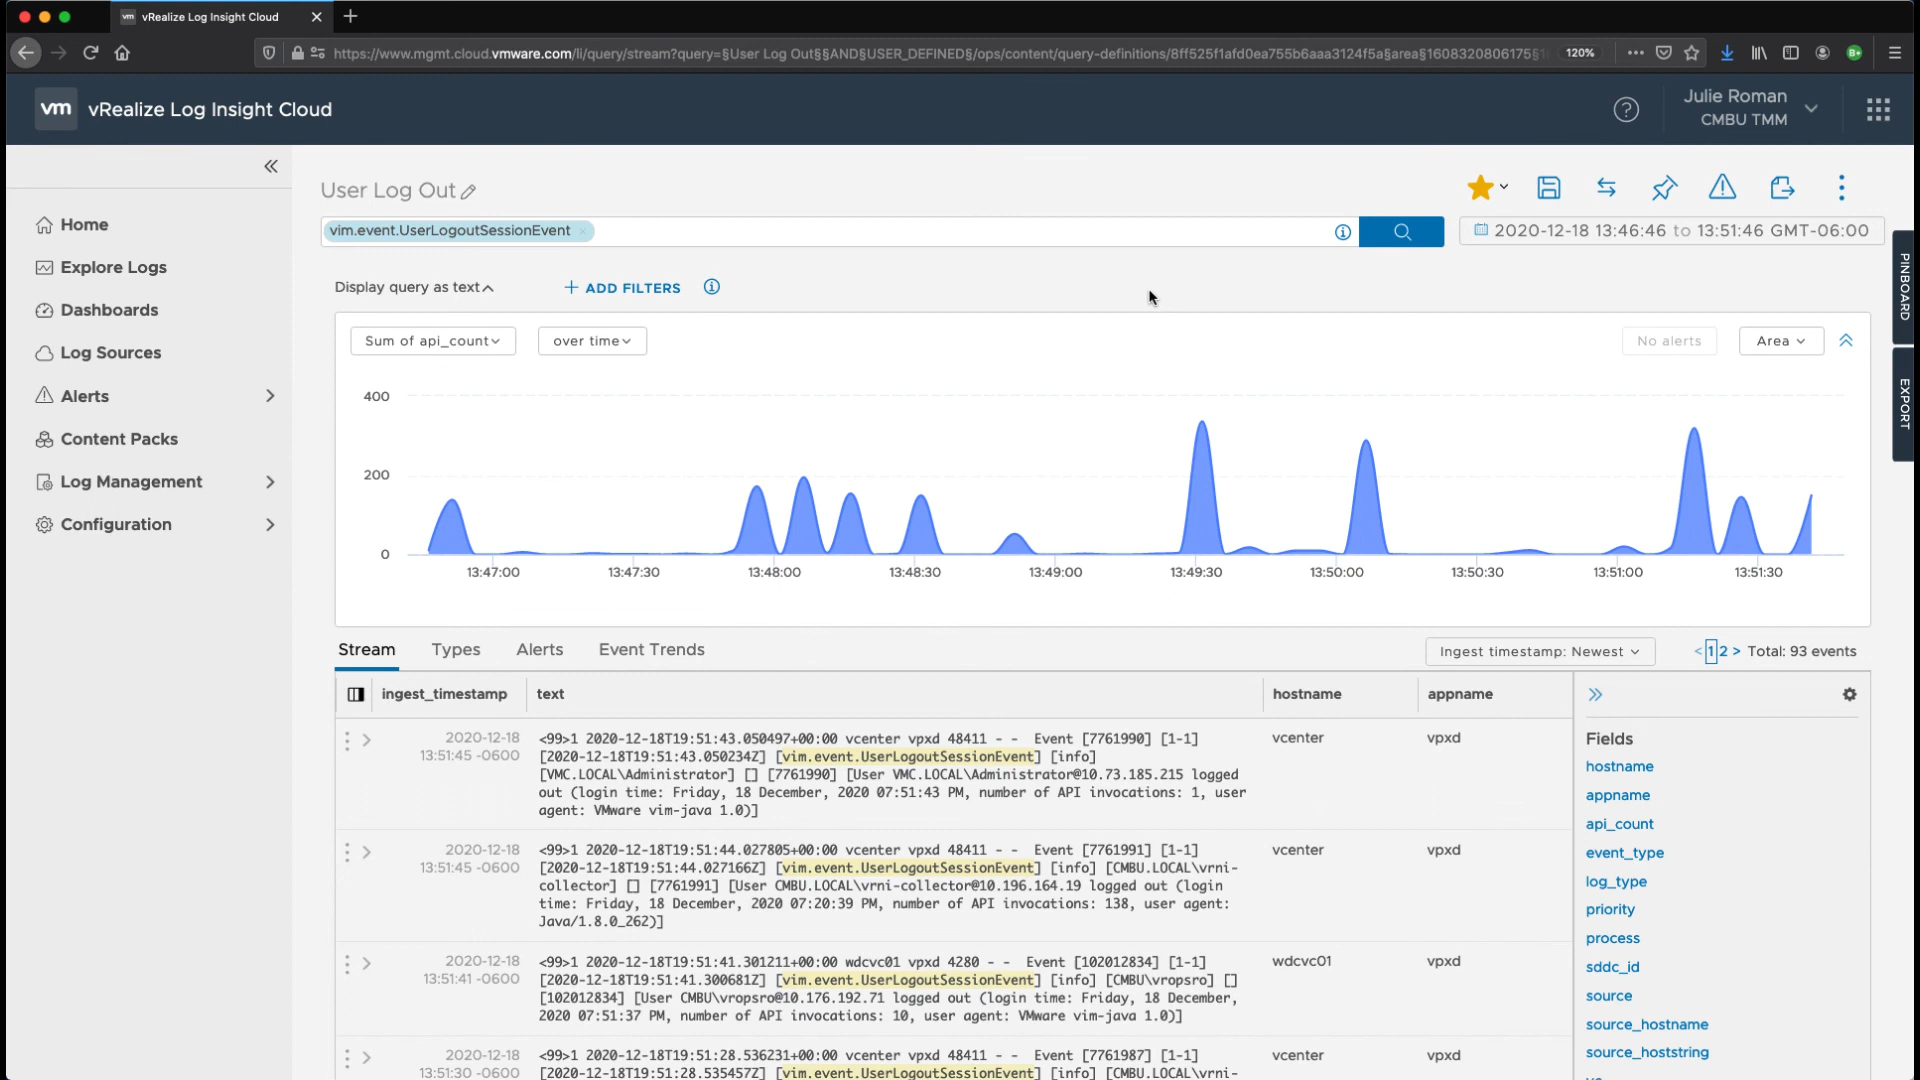 vm vRealize Log Insight Cloud
https://www.mgmt.cloud.vmware.com/li/query/stream?query=§User Log Out§§AND§USER_DEFINED§/ops/content/query-definitions/8ff525f1afd0ea755b6aaa3124f5a§area§1608320806175§1
120%
vm vRealize Log Insight Cloud
Julie Roman
CMBU TMM
Home
Explore Logs
Dashboards
Log Sources
Alerts
Content Packs
Log Management
Configuration
User Log Out
vim.event.UserLogoutSessionEvent
2020-12-18 13:46:46 to 13:51:46 GMT-06:00
PINBOARD
EXPORT
Display query as text
+ ADD FILTERS
Sum of api_count
over time
No alerts
Area
400
200
0
13:47:00 13:47:30 13:48:00 13:48:30 13:49:00 13:49:30 13:50:00 13:50:30 13:51:00 13:51:30
Stream Types Alerts Event Trends
Ingest timestamp: Newest
< 1 2 > Total: 93 events
ingest_timestamp text hostname appname
2020-12-18
13:51:45 -0600
<99>1 2020-12-18T19:51:43.050497+00:00 vcenter vpxd 48411 - - Event [7761990] [1-1]
[2020-12-18T19:51:43.050234Z] [vim.event.UserLogoutSessionEvent] [info]
[VMC.LOCAL\Administrator] [] [7761990] [User VMC.LOCAL\Administrator@10.73.185.215 logged
out (login time: Friday, 18 December, 2020 07:51:43 PM, number of API invocations: 1, user
agent: VMware vim-java 1.0)]
vcenter
vpxd
2020-12-18
13:51:45 -0600
<99>1 2020-12-18T19:51:44.027805+00:00 vcenter vpxd 48411 - - Event [7761991] [1-1]
[2020-12-18T19:51:44.027166Z] [vim.event.UserLogoutSessionEvent] [info] [CMBU.LOCAL\vrni-
collector] [] [7761991] [User CMBU.LOCAL\vrni-collector@10.196.164.19 logged out (login
time: Friday, 18 December, 2020 07:20:39 PM, number of API invocations: 138, user agent:
Java/1.8.0_262)]
vcenter
vpxd
2020-12-18
13:51:41 -0600
<99>1 2020-12-18T19:51:41.301211+00:00 wdcvc01 vpxd 4280 - - Event [102012834] [1-1]
[2020-12-18T19:51:41.300681Z] [vim.event.UserLogoutSessionEvent] [info] [CMBU\vropsro] []
[102012834] [User CMBU\vropsro@10.176.192.71 logged out (login time: Friday, 18 December,
2020 07:51:37 PM, number of API invocations: 10, user agent: VMware vim-java 1.0)]
wdcvc01
vpxd
2020-12-18
13:51:30 -0600
<99>1 2020-12-18T19:51:28.536231+00:00 vcenter vpxd 48411 - - Event [7761987] [1-1]
[2020-12-18T19:51:28.535457Z] [vim.event.UserLogoutSessionEvent] [info] [CMBU.LOCAL\vrni-
vcenter
vpxd
Fields
hostname
appname
api_count
event_type
log_type
priority
process
sddc_id
source
source_hostname
source_hoststring